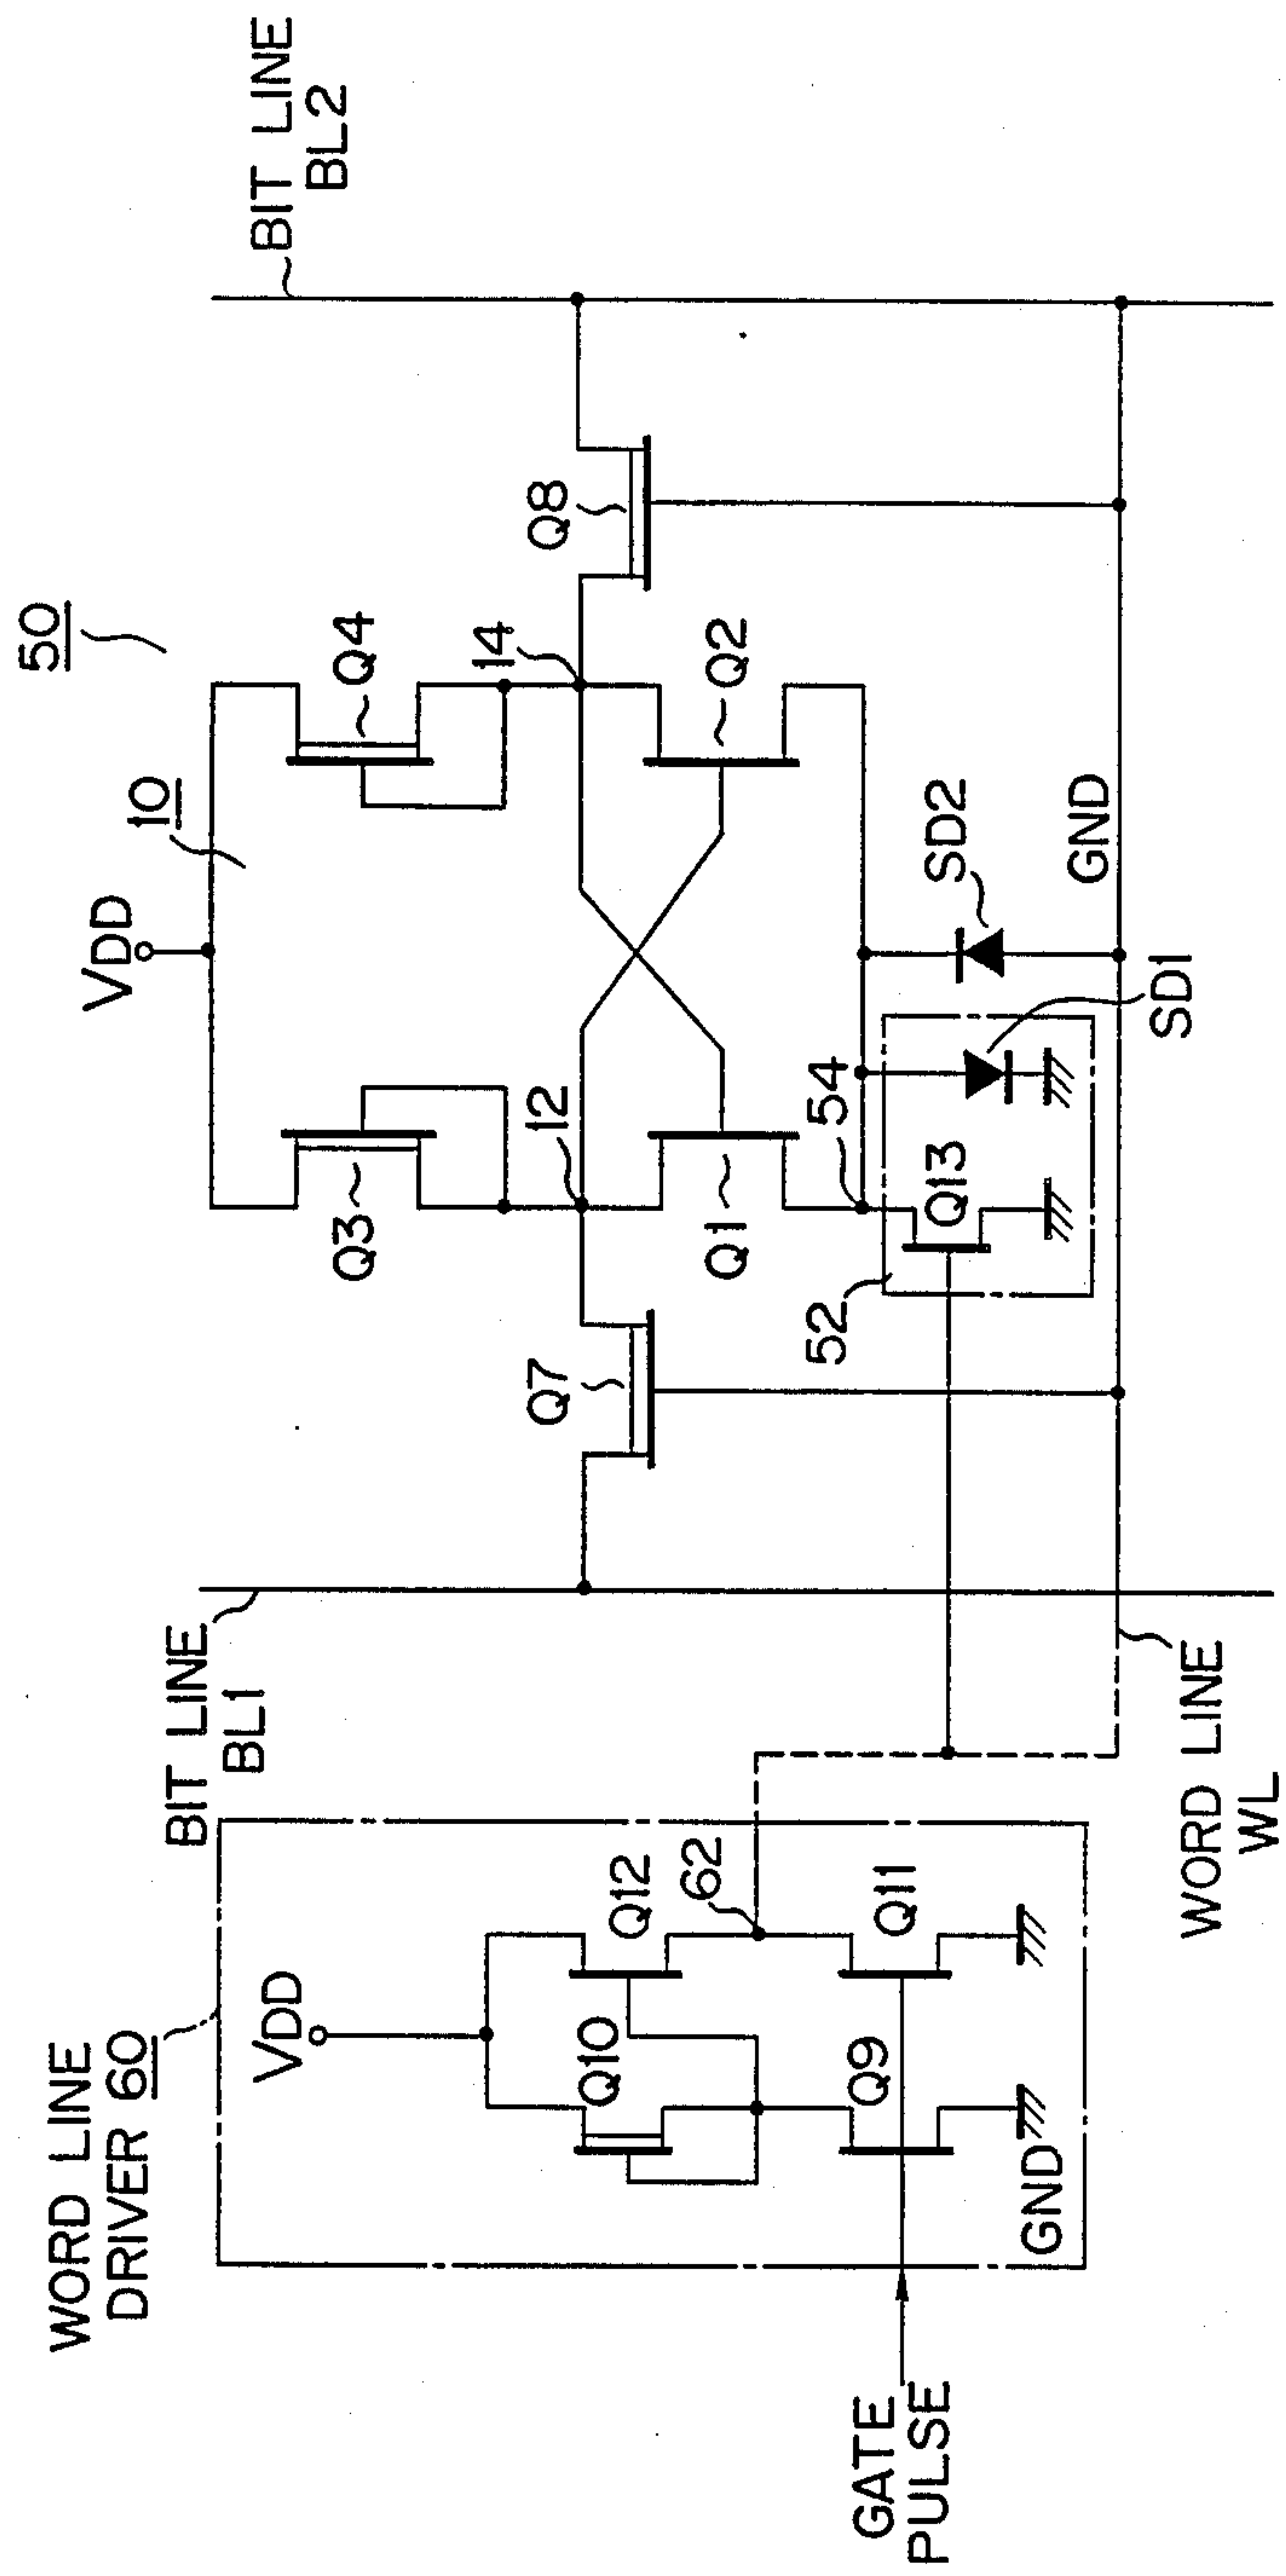 50
BIT LINE
BL2
VDD
10
Q4
14
Q8
Q3
12
Q2
Q7
Q1
54
SD2
GND
52
Q13
SD1
BIT LINE
BL1
WORD LINE
WL
WORD LINE
DRIVER 60
VDD
Q10
Q12
62
Q9
Q11
GND
GATE
PULSE